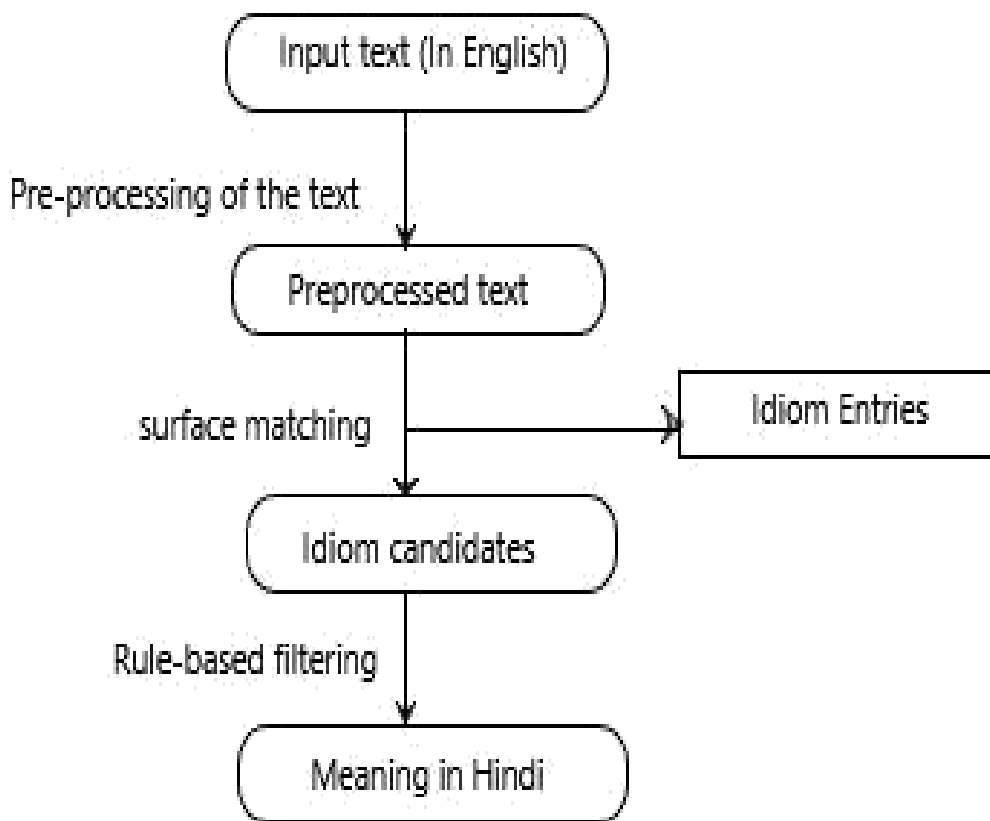 Input text (In English)
Pre-processing of the text
Preprocessed text
surface matching
Idiom Entries
Idiom candidates
Rule-based filtering
Meaning in Hindi